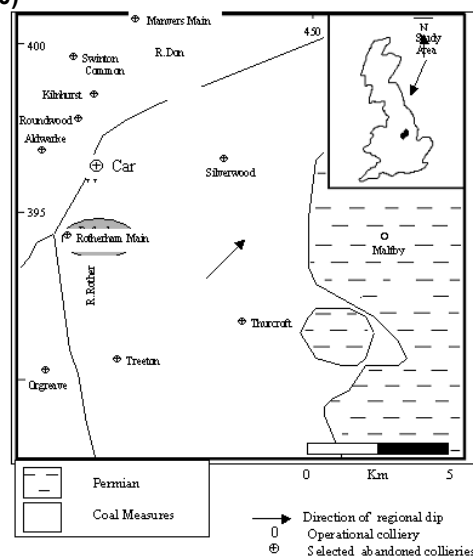 400
Manvers Main
450
N
Study
Area
R.Don
Swinton
Common
Kilnhurst
Roundwood
Aldwarke
Car
Silverwood
395
Rotherham Main
Maltby
R.Rother
Thurcroft
Treeton
Orgreave
0 Km 5
Permian
Coal Measures
Direction of regional dip
Operational colliery
Selected abandoned collieries